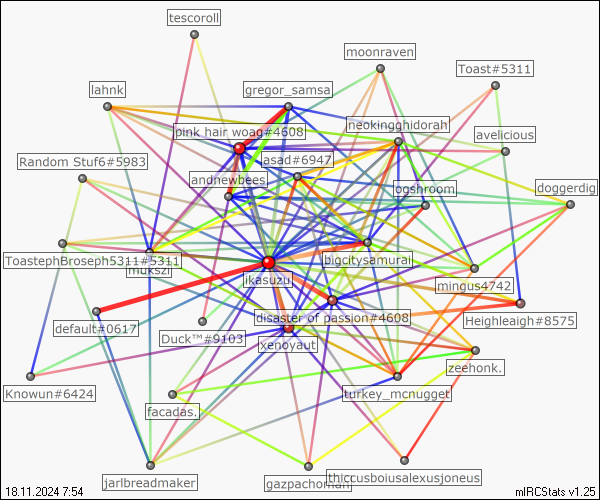 tescoroll
moonraven
Toast#5311
lahnk
gregor_samsa
pink hair woag#4608
neokingghidorah
avelicious
Random Stuf6#5983
asad#6947
andnewbees
ogshroom
doggerdig
ToastephBroseph5311#5311
mukszi
bigcitysamurai
ikasuzu
mingus4742
default#0617
disaster of passion#4608
Heighleaigh#8575
Duck™#9103
xenovaut
zeehonk.
Knowun#6424
turkey_mcnugget
facadas.
jarlbreadmaker
gazpachoman
thiccusboiusalexusjoneus
18.11.2024 7:54
mIRCStats v1.25